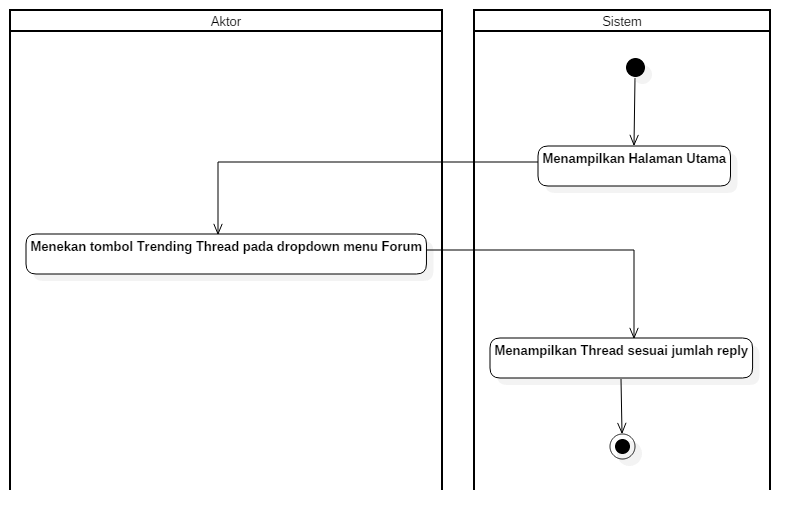 Aktor
Sistem
Menampilkan Halaman Utama
Menekan tombol Trending Thread pada dropdown menu Forum
Menampilkan Thread sesuai jumlah reply